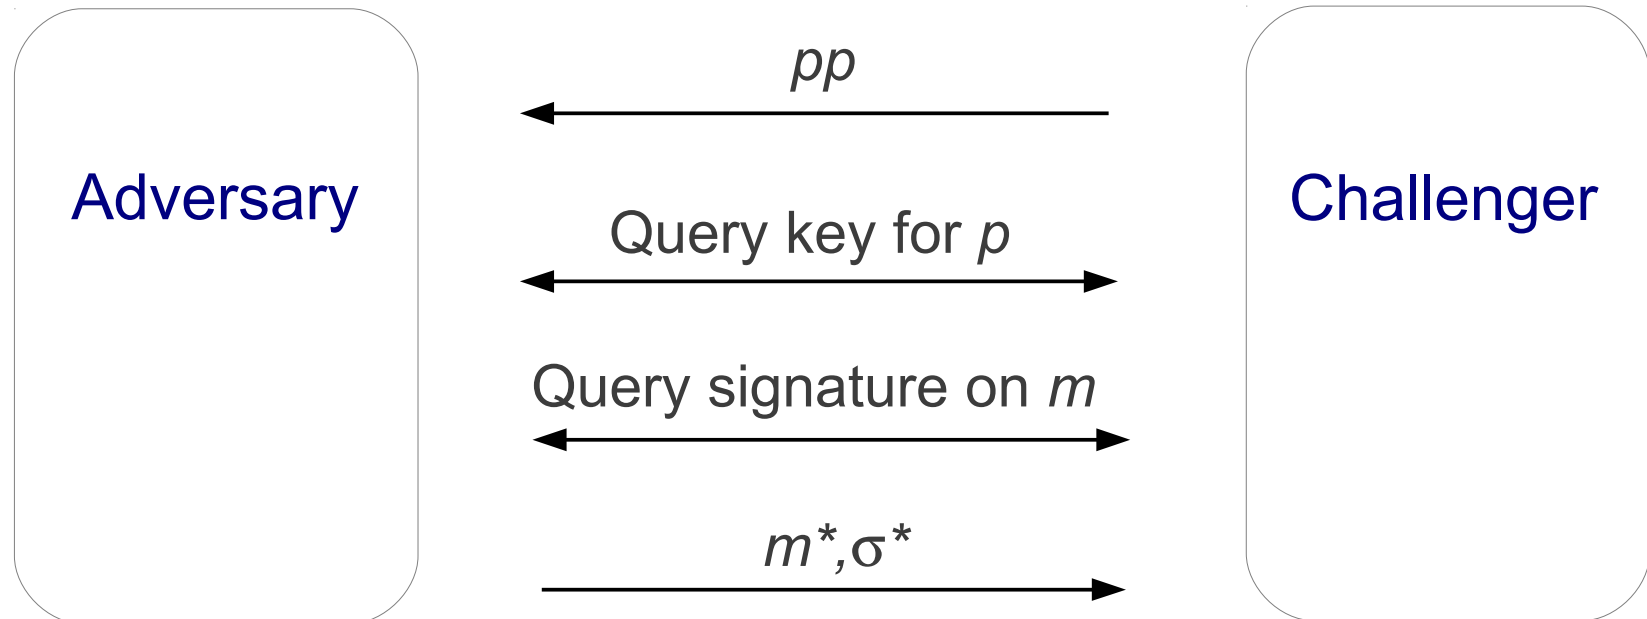 pp
Adversary
Challenger
Query key for p
Query signature on m
m*,σ*